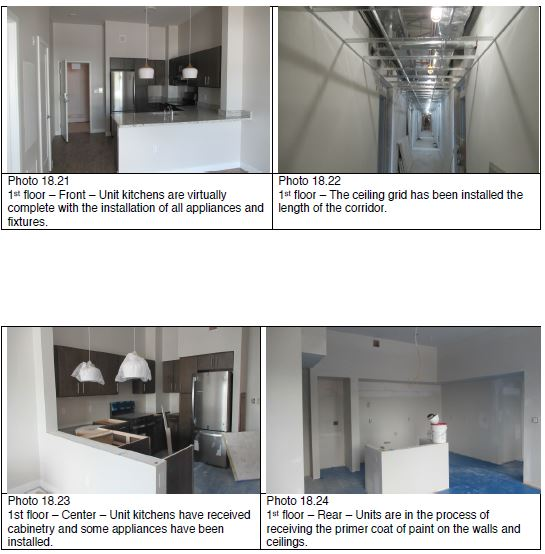 Photo 18.21
1st floor – Front – Unit kitchens are virtually
complete with the installation of all appliances and
fixtures.
Photo 18.22
1st floor – The ceiling grid has been installed the
length of the corridor.
Photo 18.23
1st floor – Center – Unit kitchens have received
cabinetry and some appliances have been
installed.
Photo 18.24
1st floor – Rear – Units are in the process of
receiving the primer coat of paint on the walls and
ceilings.